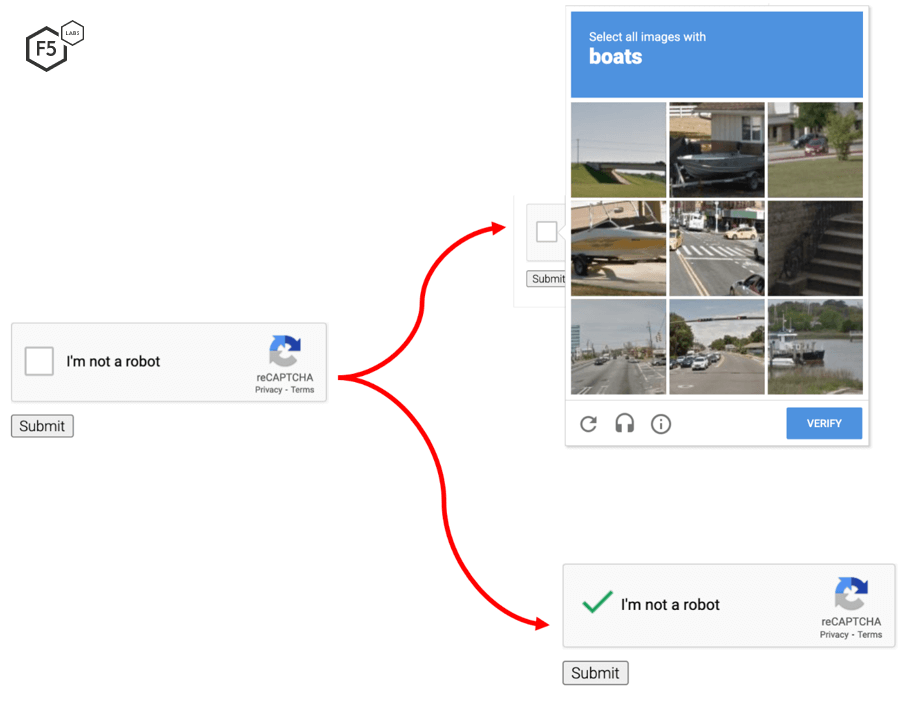 F5
LABS
Select all images with
boats
Submit
I'm not a robot
reCAPTCHA
Privacy - Terms
Submit
VERIFY
I'm not a robot
reCAPTCHA
Privacy - Terms
Submit